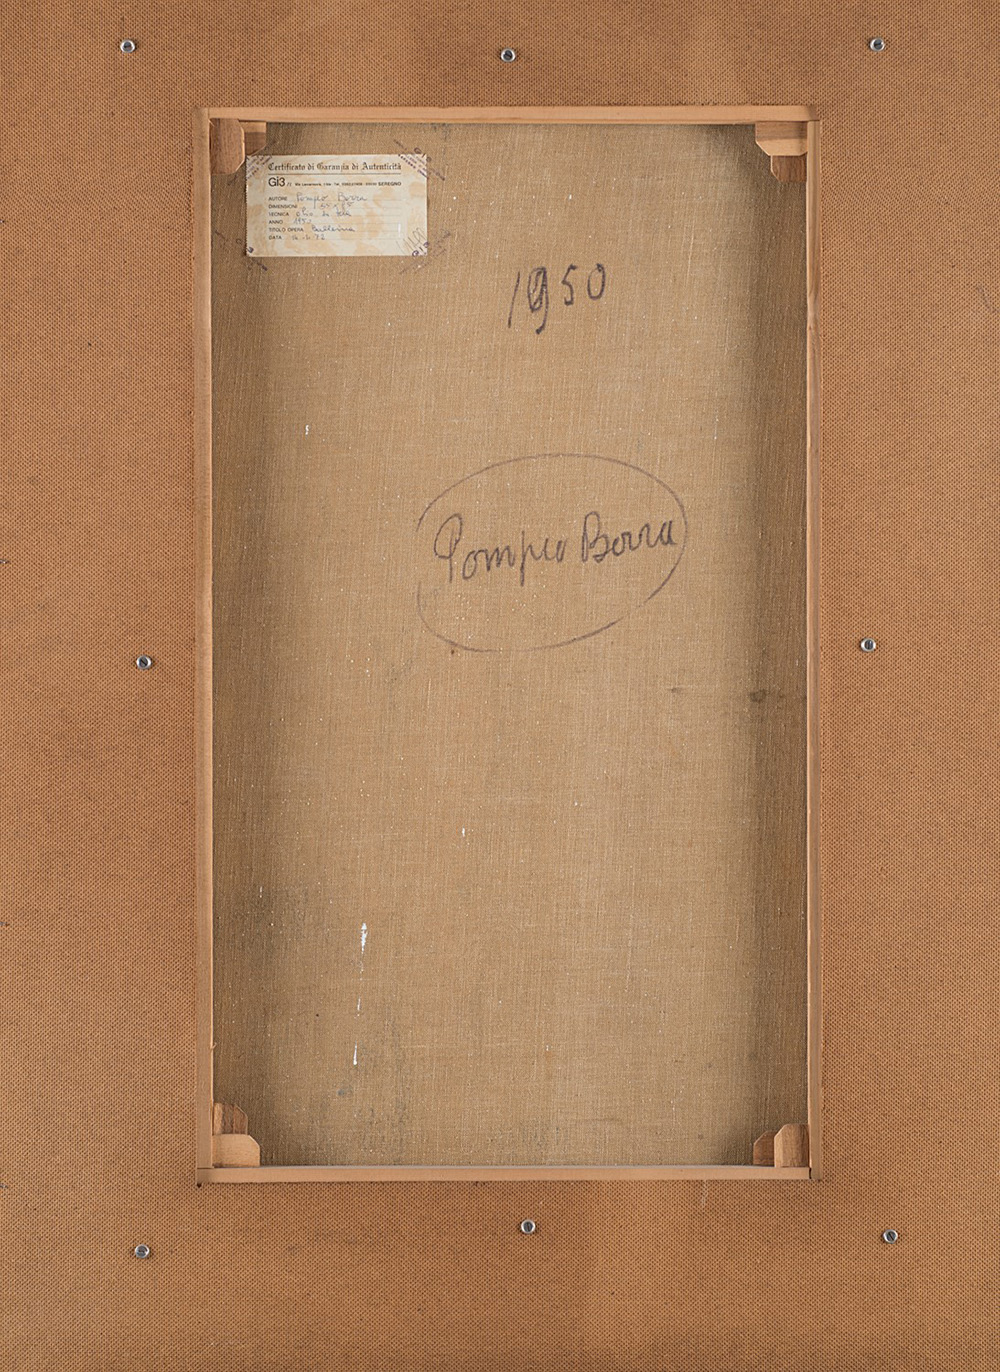 Certificato di Garanzia di Autenticità
Gi3 SEREGNO
AUTORE Pompeo Borra
DIMENSIONI
TECNICA olio su tela
ANNO 1950
TITOLO OPERA Ballerina
DATA
1950
Pompeo Borra